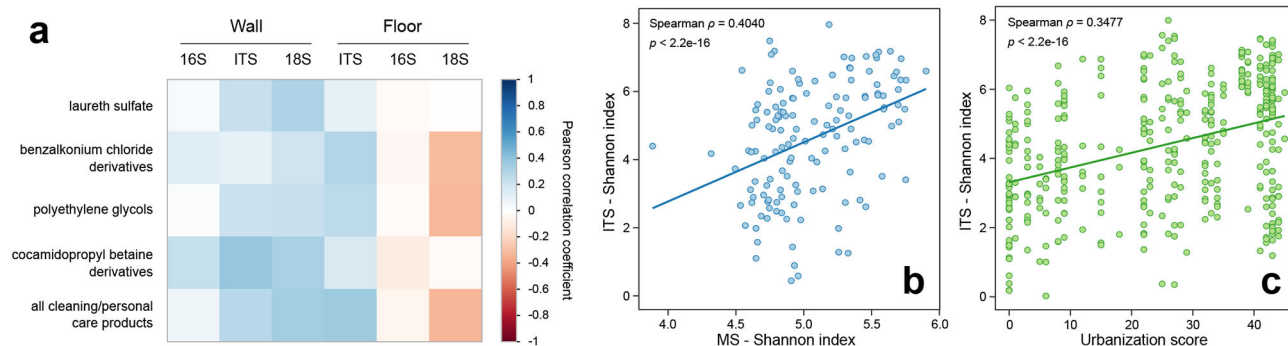 a
Wall
Floor
16S
ITS
18S
ITS
16S
18S
laureth sulfate
benzalkonium chloride
derivatives
polyethylene glycols
cocamidopropyl betaine
derivatives
all cleaning/personal
care products
1
0.8
0.6
0.4
0.2
0
-0.2
-0.4
-0.6
-0.8
-1
Pearson correlation coefficient
Spearman ρ = 0.4040
p < 2.2e-16
8
6
4
2
0
ITS - Shannon index
4.0
4.5
5.0
5.5
6.0
MS - Shannon index
b
Spearman ρ = 0.3477
p < 2.2e-16
8
6
4
2
0
ITS - Shannon index
0
10
20
30
40
Urbanization score
c